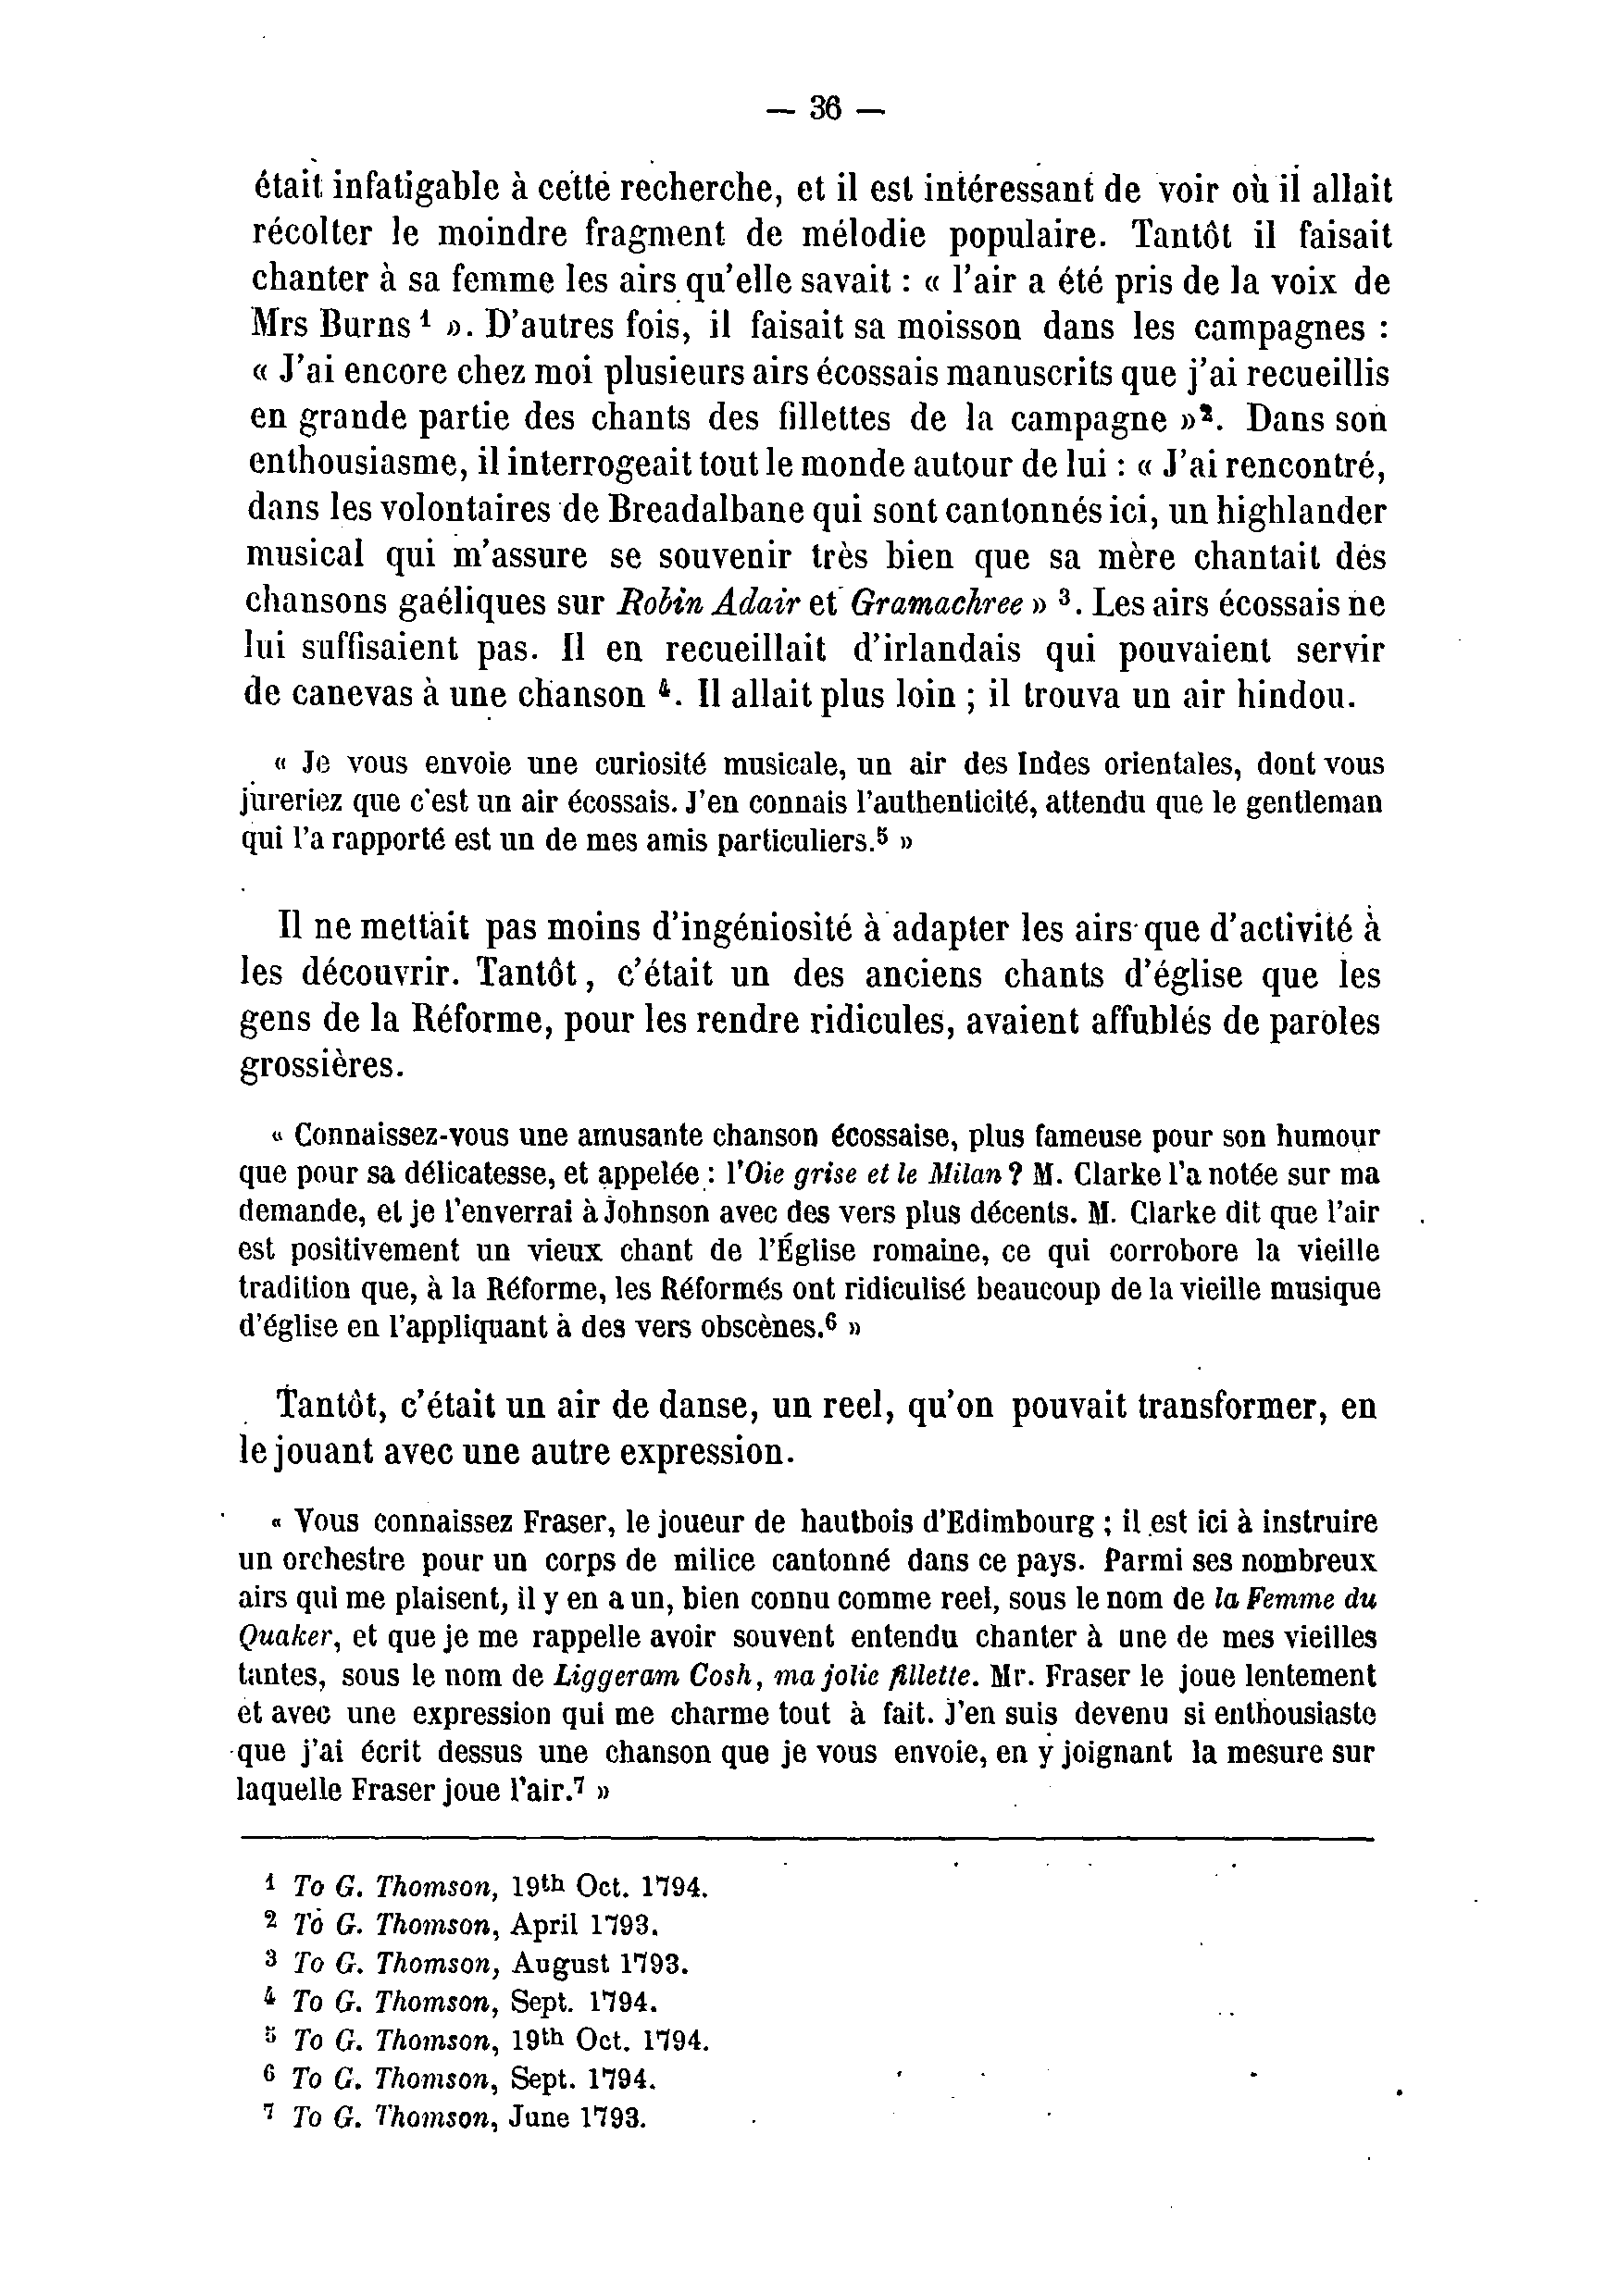 — 36 —
était infatigable à cette recherche, et il est intéressant de voir où il allait
récolter le moindre fragment de mélodie populaire. Tantôt il faisait
chanter à sa femme les airs qu'elle savait : « l'air a été pris de la voix de
Mrs Burns ¹ ». D'autres fois, il faisait sa moisson dans les campagnes :
« J'ai encore chez moi plusieurs airs écossais manuscrits que j'ai recueillis
en grande partie des chants des fillettes de la campagne »². Dans son
enthousiasme, il interrogeait tout le monde autour de lui : « J'ai rencontré,
dans les volontaires de Breadalbane qui sont cantonnés ici, un highlander
musical qui m'assure se souvenir très bien que sa mère chantait des
chansons gaéliques sur Robin Adair et Gramachree » ³. Les airs écossais ne
lui suffisaient pas. Il en recueillait d'irlandais qui pouvaient servir
de canevas à une chanson ⁴. Il allait plus loin ; il trouva un air hindou.
« Je vous envoie une curiosité musicale, un air des Indes orientales, dont vous
jureriez que c'est un air écossais. J'en connais l'authenticité, attendu que le gentleman
qui l'a rapporté est un de mes amis particuliers.⁵ »
Il ne mettait pas moins d'ingéniosité à adapter les airs que d'activité à
les découvrir. Tantôt, c'était un des anciens chants d'église que les
gens de la Réforme, pour les rendre ridicules, avaient affublés de paroles
grossières.
« Connaissez-vous une amusante chanson écossaise, plus fameuse pour son humour
que pour sa délicatesse, et appelée : l'Oie grise et le Milan ? M. Clarke l'a notée sur ma
demande, et je l'enverrai à Johnson avec des vers plus décents. M. Clarke dit que l'air
est positivement un vieux chant de l'Église romaine, ce qui corrobore la vieille
tradition que, à la Réforme, les Réformés ont ridiculisé beaucoup de la vieille musique
d'église en l'appliquant à des vers obscènes.⁶ »
Tantôt, c'était un air de danse, un reel, qu'on pouvait transformer, en
le jouant avec une autre expression.
« Vous connaissez Fraser, le joueur de hautbois d'Edimbourg ; il est ici à instruire
un orchestre pour un corps de milice cantonné dans ce pays. Parmi ses nombreux
airs qui me plaisent, il y en a un, bien connu comme reel, sous le nom de la Femme du
Quaker, et que je me rappelle avoir souvent entendu chanter à une de mes vieilles
tantes, sous le nom de Liggeram Cosh, ma jolie fillette. Mr. Fraser le joue lentement
et avec une expression qui me charme tout à fait. J'en suis devenu si enthousiaste
que j'ai écrit dessus une chanson que je vous envoie, en y joignant la mesure sur
laquelle Fraser joue l'air.⁷ »
¹ To G. Thomson, 19th Oct. 1794.
² To G. Thomson, April 1793.
³ To G. Thomson, August 1793.
⁴ To G. Thomson, Sept. 1794.
⁵ To G. Thomson, 19th Oct. 1794.
⁶ To G. Thomson, Sept. 1794.
⁷ To G. Thomson, June 1793.